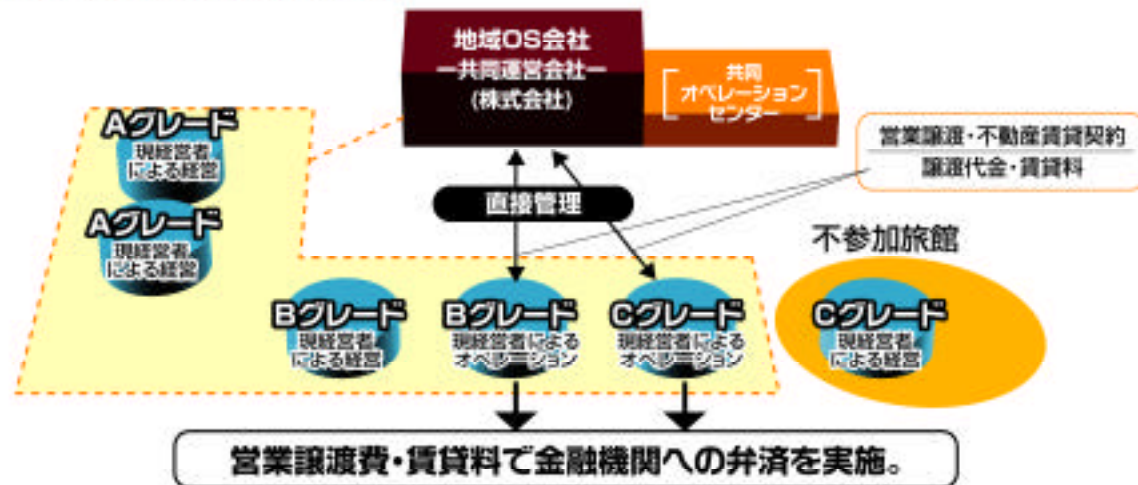 地域OS会社
ー共同運営会社ー
(株式会社)
共同
オペレーション
センター
営業譲渡・不動産賃貸契約
譲渡代金・賃貸料
直接管理
Aグレード
現経営者
による経営
Aグレード
現経営者
による経営
不参加旅館
Bグレード
現経営者
による経営
Bグレード
現経営者による
オペレーション
Cグレード
現経営者による
オペレーション
Cグレード
現経営者
による経営
営業譲渡費・賃貸料で金融機関への弁済を実施。